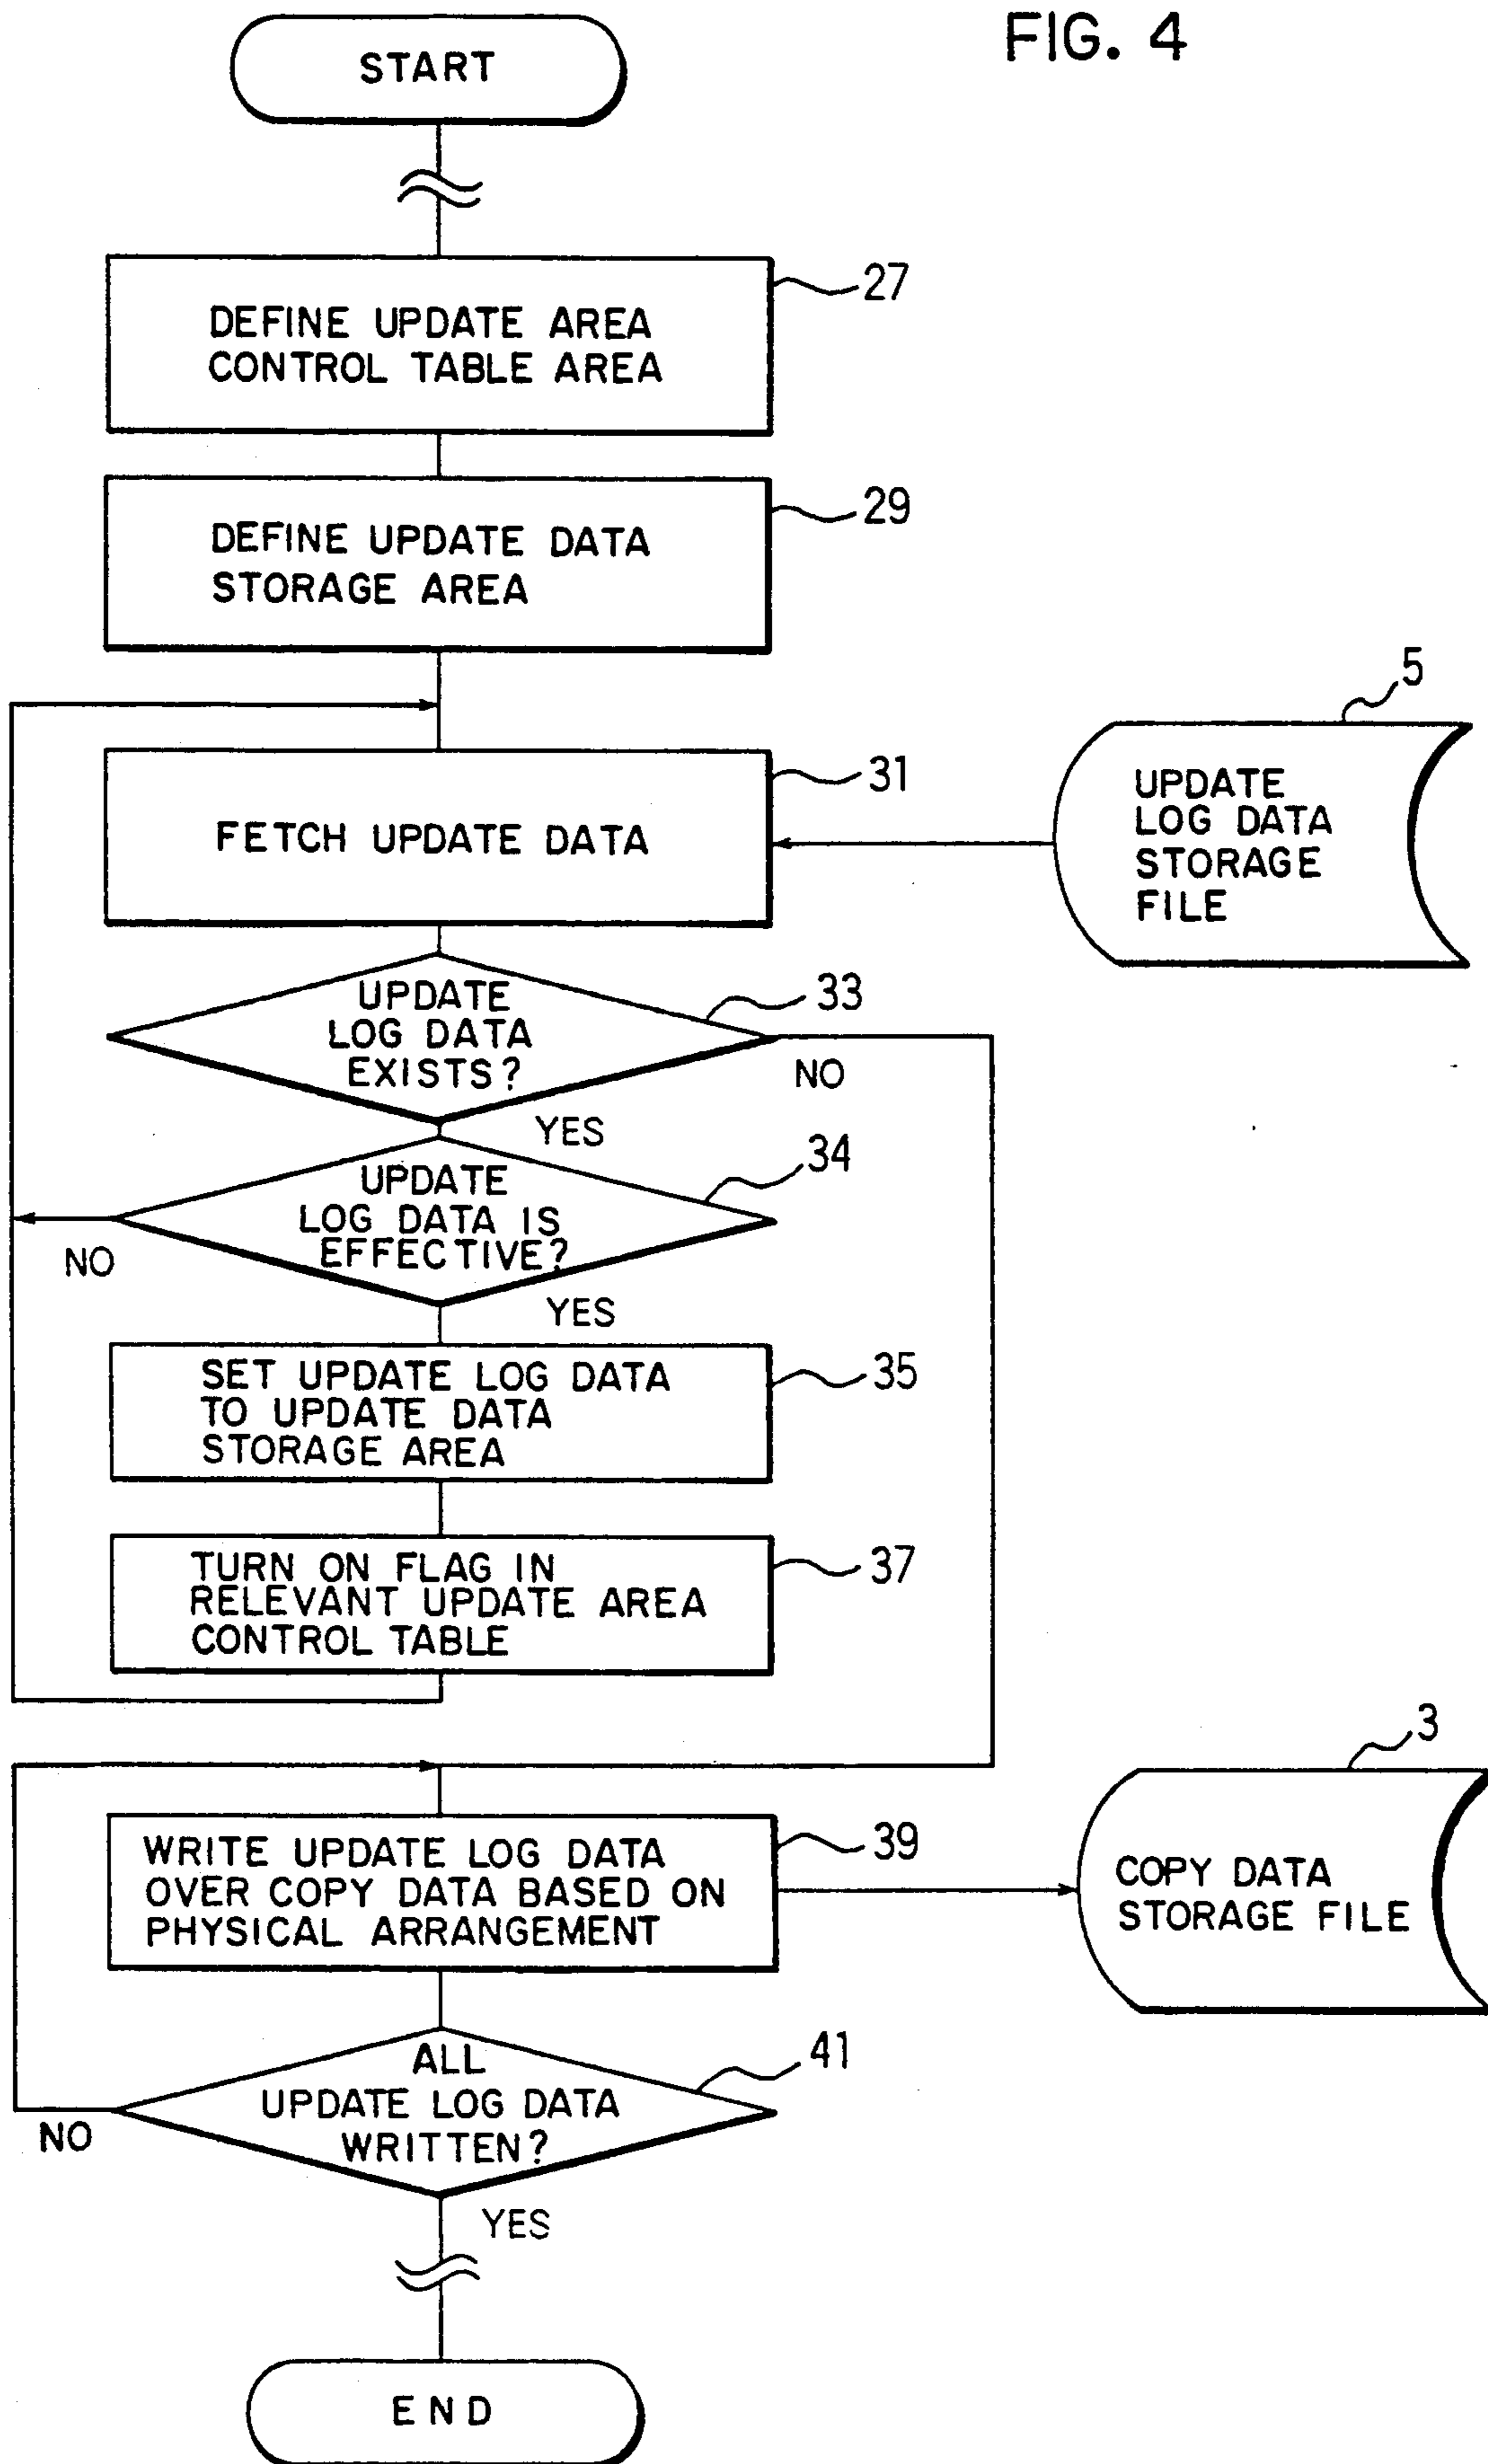 FIG. 4
START
27
DEFINE UPDATE AREA
CONTROL TABLE AREA
29
DEFINE UPDATE DATA
STORAGE AREA
5
31
FETCH UPDATE DATA
UPDATE
LOG DATA
STORAGE
FILE
33
UPDATE
LOG DATA
EXISTS?
NO
YES
34
UPDATE
LOG DATA IS
EFFECTIVE?
NO
YES
35
SET UPDATE LOG DATA
TO UPDATE DATA
STORAGE AREA
37
TURN ON FLAG IN
RELEVANT UPDATE AREA
CONTROL TABLE
3
39
WRITE UPDATE LOG DATA
OVER COPY DATA BASED ON
PHYSICAL ARRANGEMENT
COPY DATA
STORAGE FILE
41
ALL
UPDATE LOG DATA
WRITTEN?
NO
YES
END